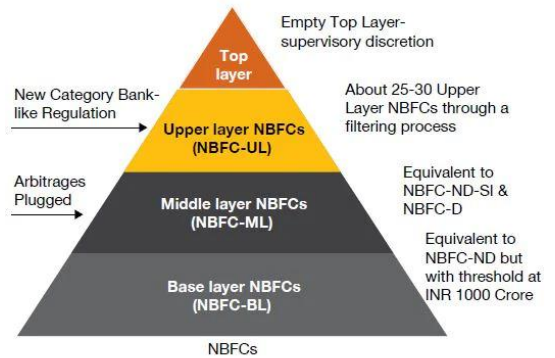 Empty Top Layer-
supervisory discretion
Top
layer
New Category Bank-
like Regulation
About 25-30 Upper
Layer NBFCs through a
filtering process
Upper layer NBFCs
(NBFC-UL)
Arbitrages
Plugged
Equivalent to
NBFC-ND-SI &
NBFC-D
Middle layer NBFCs
(NBFC-ML)
Equivalent to
NBFC-ND but
with threshold at
INR 1000 Crore
Base layer NBFCs
(NBFC-BL)
NBFCs